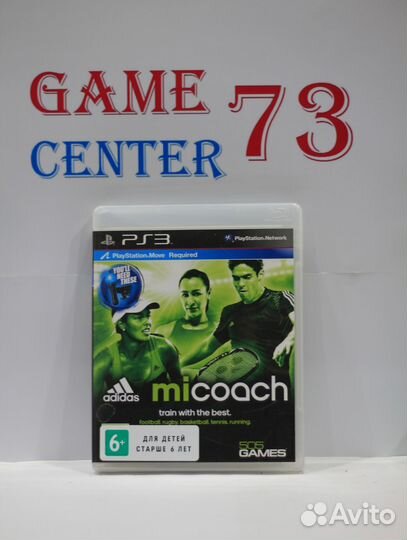 GAME 73
CENTER
PS3
PlayStation Network
PlayStation Move Required
YOU'LL
NEED
THESE
adidas
micoach
train with the best.
football. rugby. basketball. tennis. running.
6+
ДЛЯ ДЕТЕЙ
СТАРШЕ 6 ЛЕТ
505
GAMES
Avito